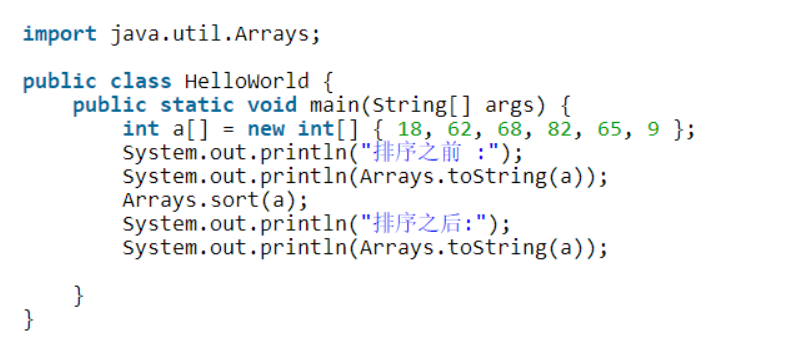 import java.util.Arrays;
public class HelloWorld {
public static void main(String[] args) {
int a[] = new int[] { 18, 62, 68, 82, 65, 9 };
System.out.println("排序之前 :");
System.out.println(Arrays.toString(a));
Arrays.sort(a);
System.out.println("排序之后:");
System.out.println(Arrays.toString(a));
}
}